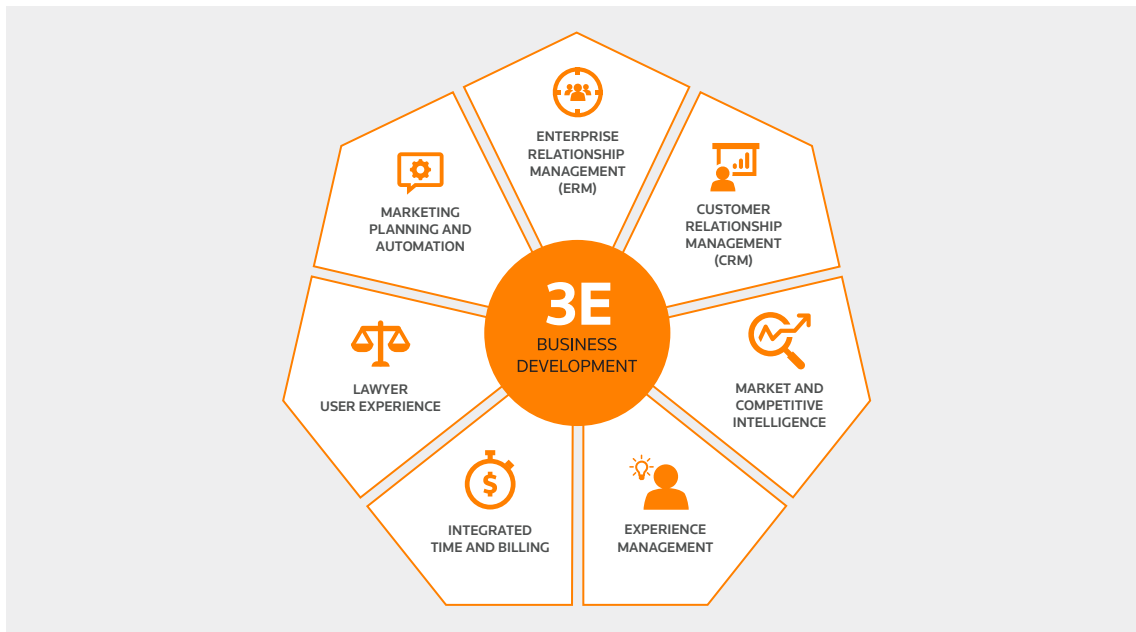 ENTERPRISE
RELATIONSHIP
MANAGEMENT
(ERM)
CUSTOMER
RELATIONSHIP
MANAGEMENT
(CRM)
MARKET AND
COMPETITIVE
INTELLIGENCE
EXPERIENCE
MANAGEMENT
$
INTEGRATED
TIME AND BILLING
LAWYER
USER EXPERIENCE
MARKETING
PLANNING AND
AUTOMATION
3E
BUSINESS
DEVELOPMENT